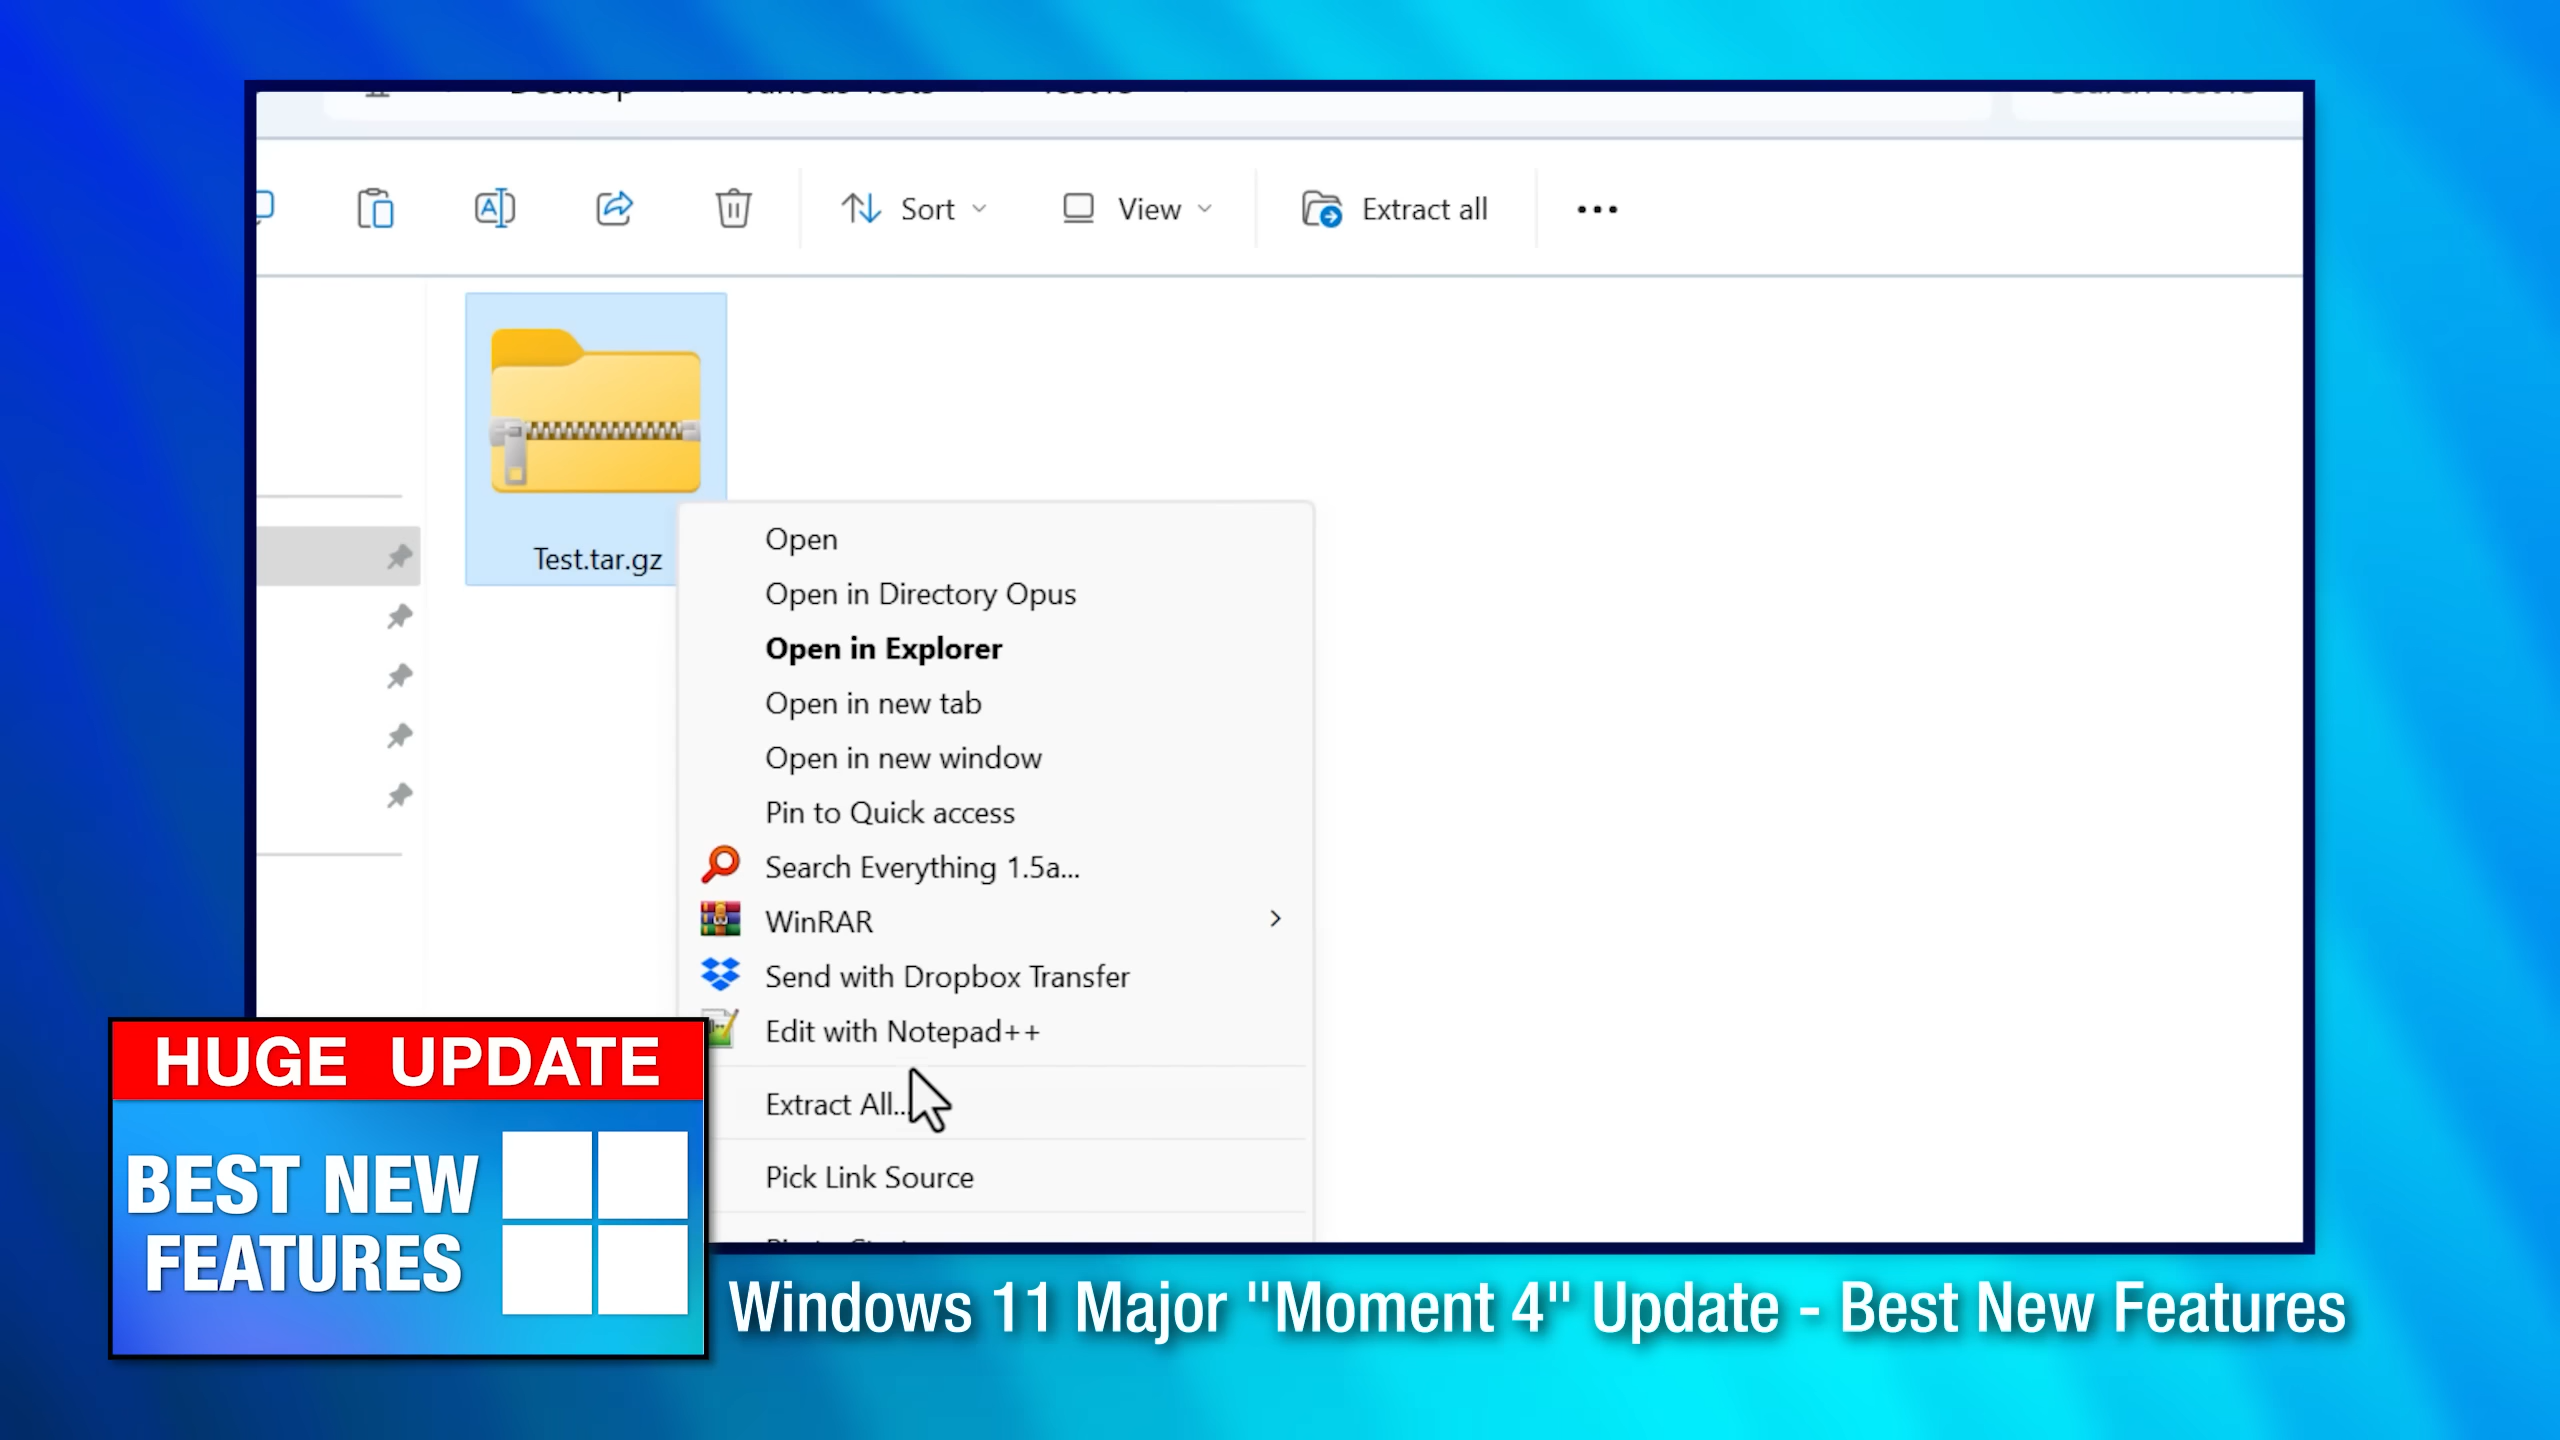 Sort
View
Extract all
Test.tar.gz
Open
Open in Directory Opus
Open in Explorer
Open in new tab
Open in new window
Pin to Quick access
Search Everything 1.5a...
WinRAR
Send with Dropbox Transfer
Edit with Notepad++
Extract All...
Pick Link Source
HUGE UPDATE
BEST NEW
FEATURES
Windows 11 Major "Moment 4" Update - Best New Features